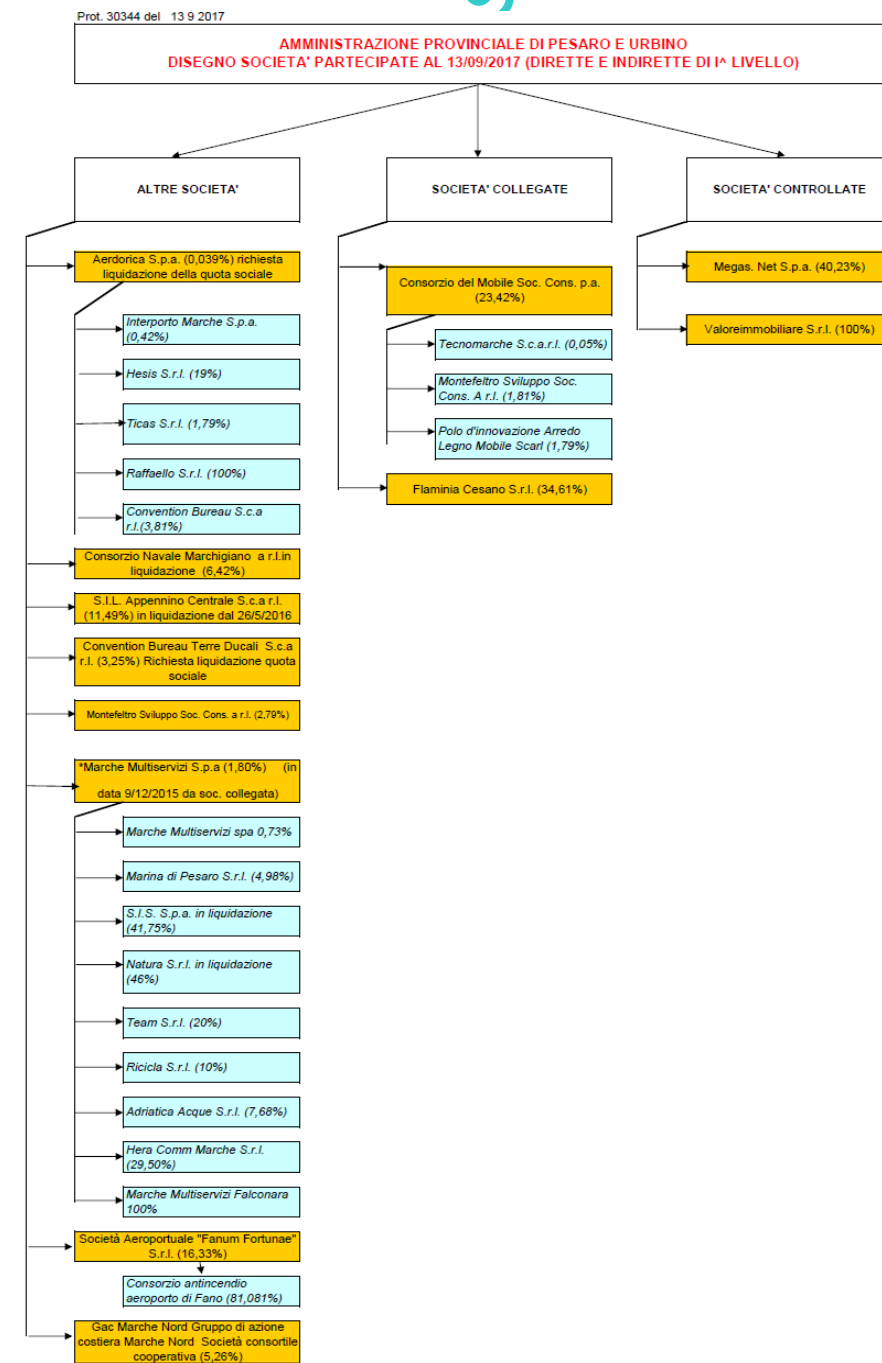 Prot. 30344 del 13 9 2017
AMMINISTRAZIONE PROVINCIALE DI PESARO E URBINO
DISEGNO SOCIETA' PARTECIPATE AL 13/09/2017 (DIRETTE E INDIRETTE DI I^ LIVELLO)
ALTRE SOCIETA'
Aerdorica S.p.a. (0,039%) richiesta
liquidazione della quota sociale
Interporto Marche S.p.a.
(0,42%)
Hesis S.r.l. (19%)
Ticas S.r.l. (1,79%)
Raffaello S.r.l. (100%)
Convention Bureau S.c.a
r.l.(3,81%)
Consorzio Navale Marchigiano a r.l.in
liquidazione (6,42%)
S.I.L. Appennino Centrale S.c.a r.l.
(11,49%) in liquidazione dal 26/5/2016
Convention Bureau Terre Ducali S.c.a
r.l. (3,25%) Richiesta liquidazione quota
sociale
Montefeltro Sviluppo Soc. Cons. a r.l. (2,79%)
*Marche Multiservizi S.p.a (1,80%) (in
data 9/12/2015 da soc. collegata)
Marche Multiservizi spa 0,73%
Marina di Pesaro S.r.l. (4,98%)
S.I.S. S.p.a. in liquidazione
(41,75%)
Natura S.r.l. in liquidazione
(46%)
Team S.r.l. (20%)
Ricicla S.r.l. (10%)
Adriatica Acque S.r.l. (7,68%)
Hera Comm Marche S.r.l.
(29,50%)
Marche Multiservizi Falconara
100%
Società Aeroportuale "Fanum Fortunae"
S.r.l. (16,33%)
Consorzio antincendio
aeroporto di Fano (81,081%)
Gac Marche Nord Gruppo di azione
costiera Marche Nord Società consortile
cooperativa (5,26%)
SOCIETA' COLLEGATE
Consorzio del Mobile Soc. Cons. p.a.
(23,42%)
Tecnomarche S.c.a.r.l. (0,05%)
Montefeltro Sviluppo Soc.
Cons. A r.l. (1,81%)
Polo d'innovazione Arredo
Legno Mobile Scarl (1,79%)
Flaminia Cesano S.r.l. (34,61%)
SOCIETA' CONTROLLATE
Megas. Net S.p.a. (40,23%)
Valoreimmobiliare S.r.l. (100%)